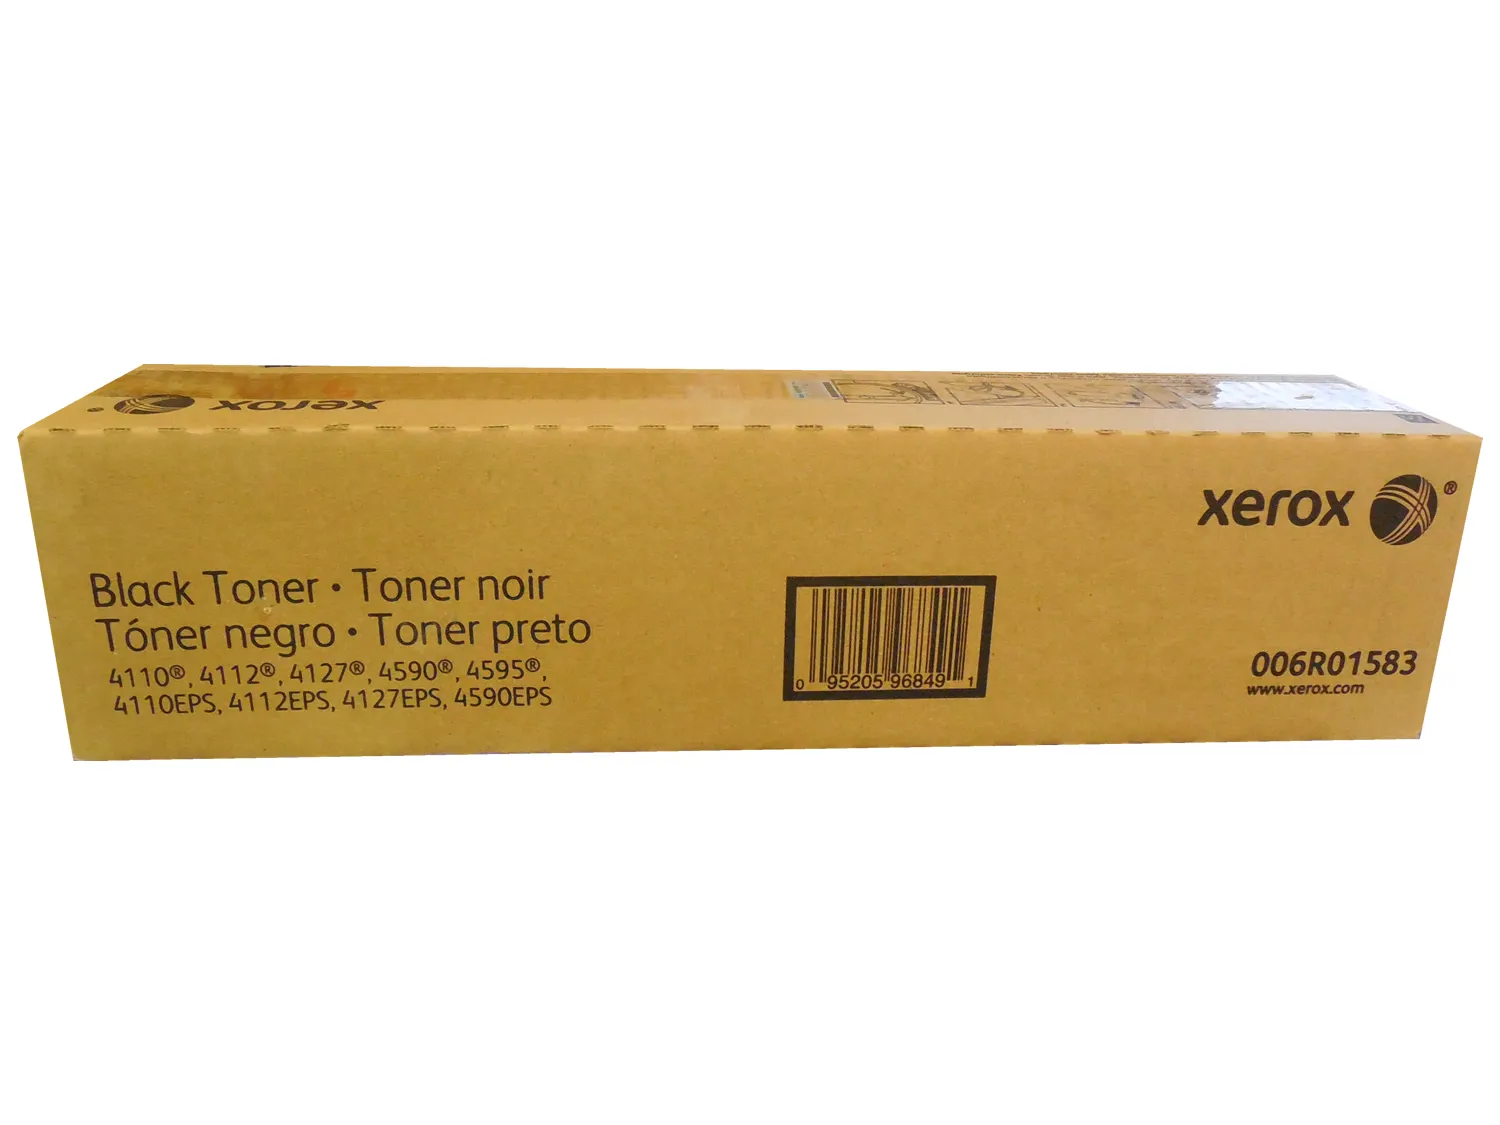 xerox ®
xerox ®
Black Toner • Toner noir
Tóner negro • Toner preto
4110®, 4112®, 4127®, 4590®, 4595®,
4110EPS, 4112EPS, 4127EPS, 4590EPS
0 95205 96849 1
006R01583
www.xerox.com